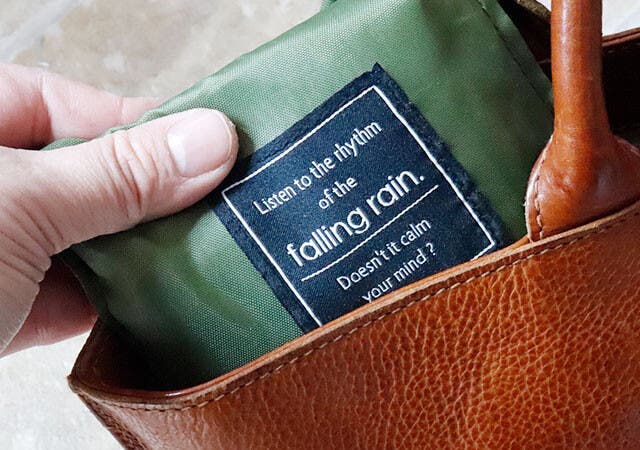 Listen to the rhythm
of the
falling rain.
Doesn't it calm
your mind ?